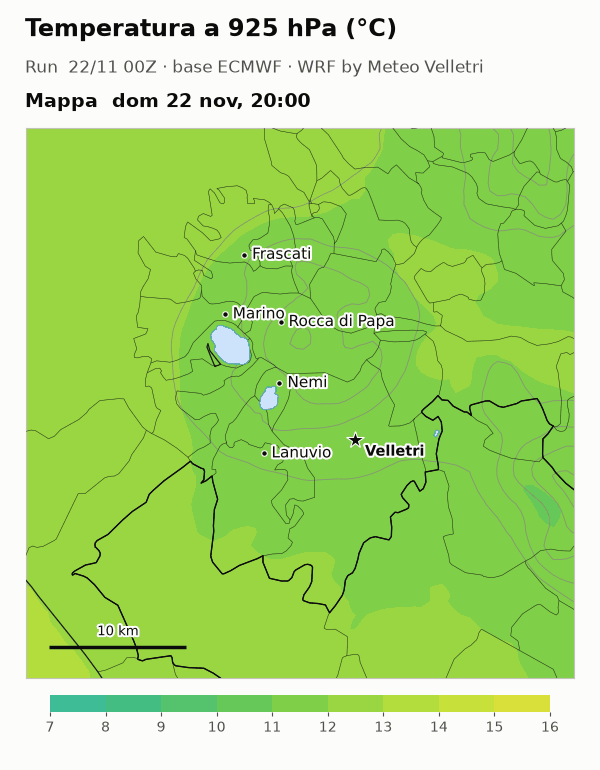 Temperatura a 925 hPa (°C)
Run  22/11 00Z · base ECMWF · WRF by Meteo Velletri
Mappa  dom 22 nov, 20:00
Frascati
Marino
Rocca di Papa
Nemi
Velletri
Lanuvio
10 km
7 8 9 10 11 12 13 14 15 16